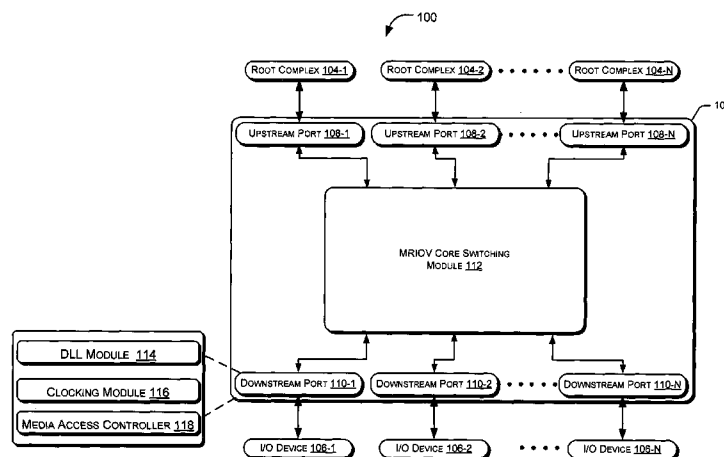 100
ROOT COMPLEX 104-1 ROOT COMPLEX 104-2 ROOT COMPLEX 104-N
10
UPSTREAM PORT 108-1 UPSTREAM PORT 108-2 UPSTREAM PORT 108-N
MRIOV CORE SWITCHING
MODULE 112
DLL MODULE 114
CLOCKING MODULE 116
MEDIA ACCESS CONTROLLER 118
DOWNSTREAM PORT 110-1 DOWNSTREAM PORT 110-2 DOWNSTREAM PORT 110-N
I/O DEVICE 106-1 I/O DEVICE 106-2 I/O DEVICE 106-N